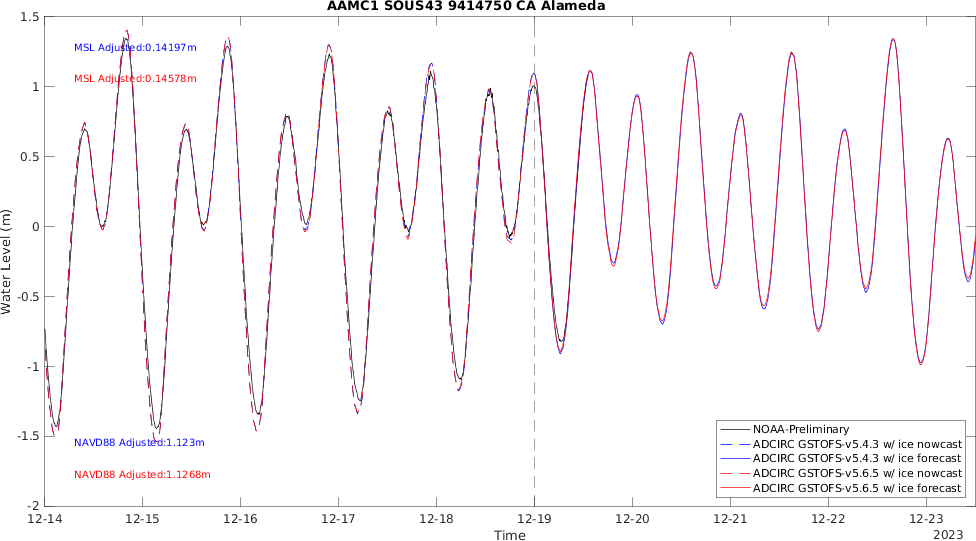 AAMC1 SOUS43 9414750 CA Alameda
1.5
1
0.5
0
-0.5
-1
-1.5
-2
Water Level (m)
MSL Adjusted:0.14197m
MSL Adjusted:0.14578m
NAVD88 Adjusted:1.123m
NAVD88 Adjusted:1.1268m
NOAA-Preliminary
ADCIRC GSTOFS-v5.4.3 w/ ice nowcast
ADCIRC GSTOFS-v5.4.3 w/ ice forecast
ADCIRC GSTOFS-v5.6.5 w/ ice nowcast
ADCIRC GSTOFS-v5.6.5 w/ ice forecast
12-14 12-15 12-16 12-17 12-18 12-19 12-20 12-21 12-22 12-23
Time
2023